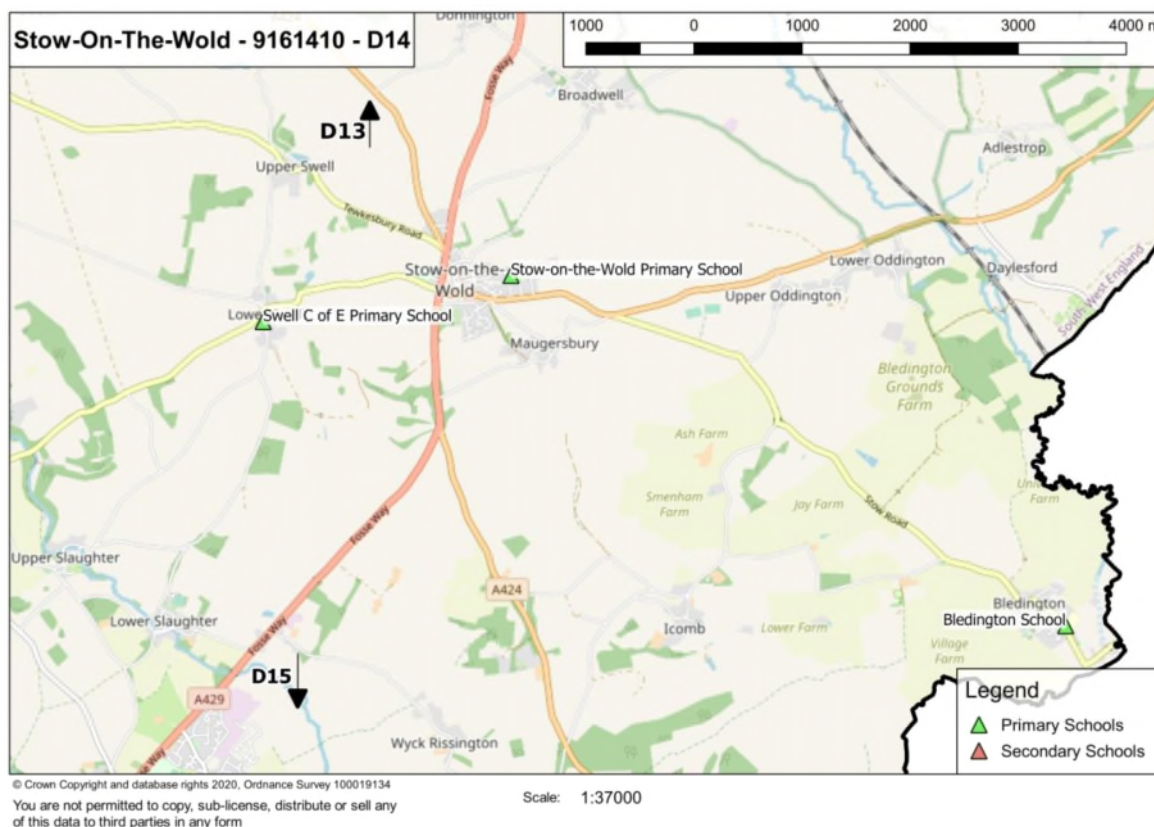 Stow-On-The-Wold - 9161410 - D14
1000 0 1000 2000 3000 4000 m
Donnington
Fosse Way
Broadwell
D13
Adlestrop
Upper Swell
Tewkesbury Road
Stow-on-the-
Wold
Stow-on-the-Wold Primary School
Lower Oddington
Daylesford
South West England
Upper Oddington
Lowe
Swell C of E Primary School
Maugersbury
Bledington
Grounds
Farm
Ash Farm
Smenham
Farm
Jay Farm
Stow Road
Farm
Fosse Way
Upper Slaughter
A424
Bledington
Bledington School
Lower Slaughter
Fosse Way
Icomb
Lower Farm
Village
Farm
D15
A429
Wyck Rissington
Legend
Primary Schools
Secondary Schools
© Crown Copyright and database rights 2020, Ordnance Survey 100019134
You are not permitted to copy, sub-license, distribute or sell any
of this data to third parties in any form
Scale: 1:37000